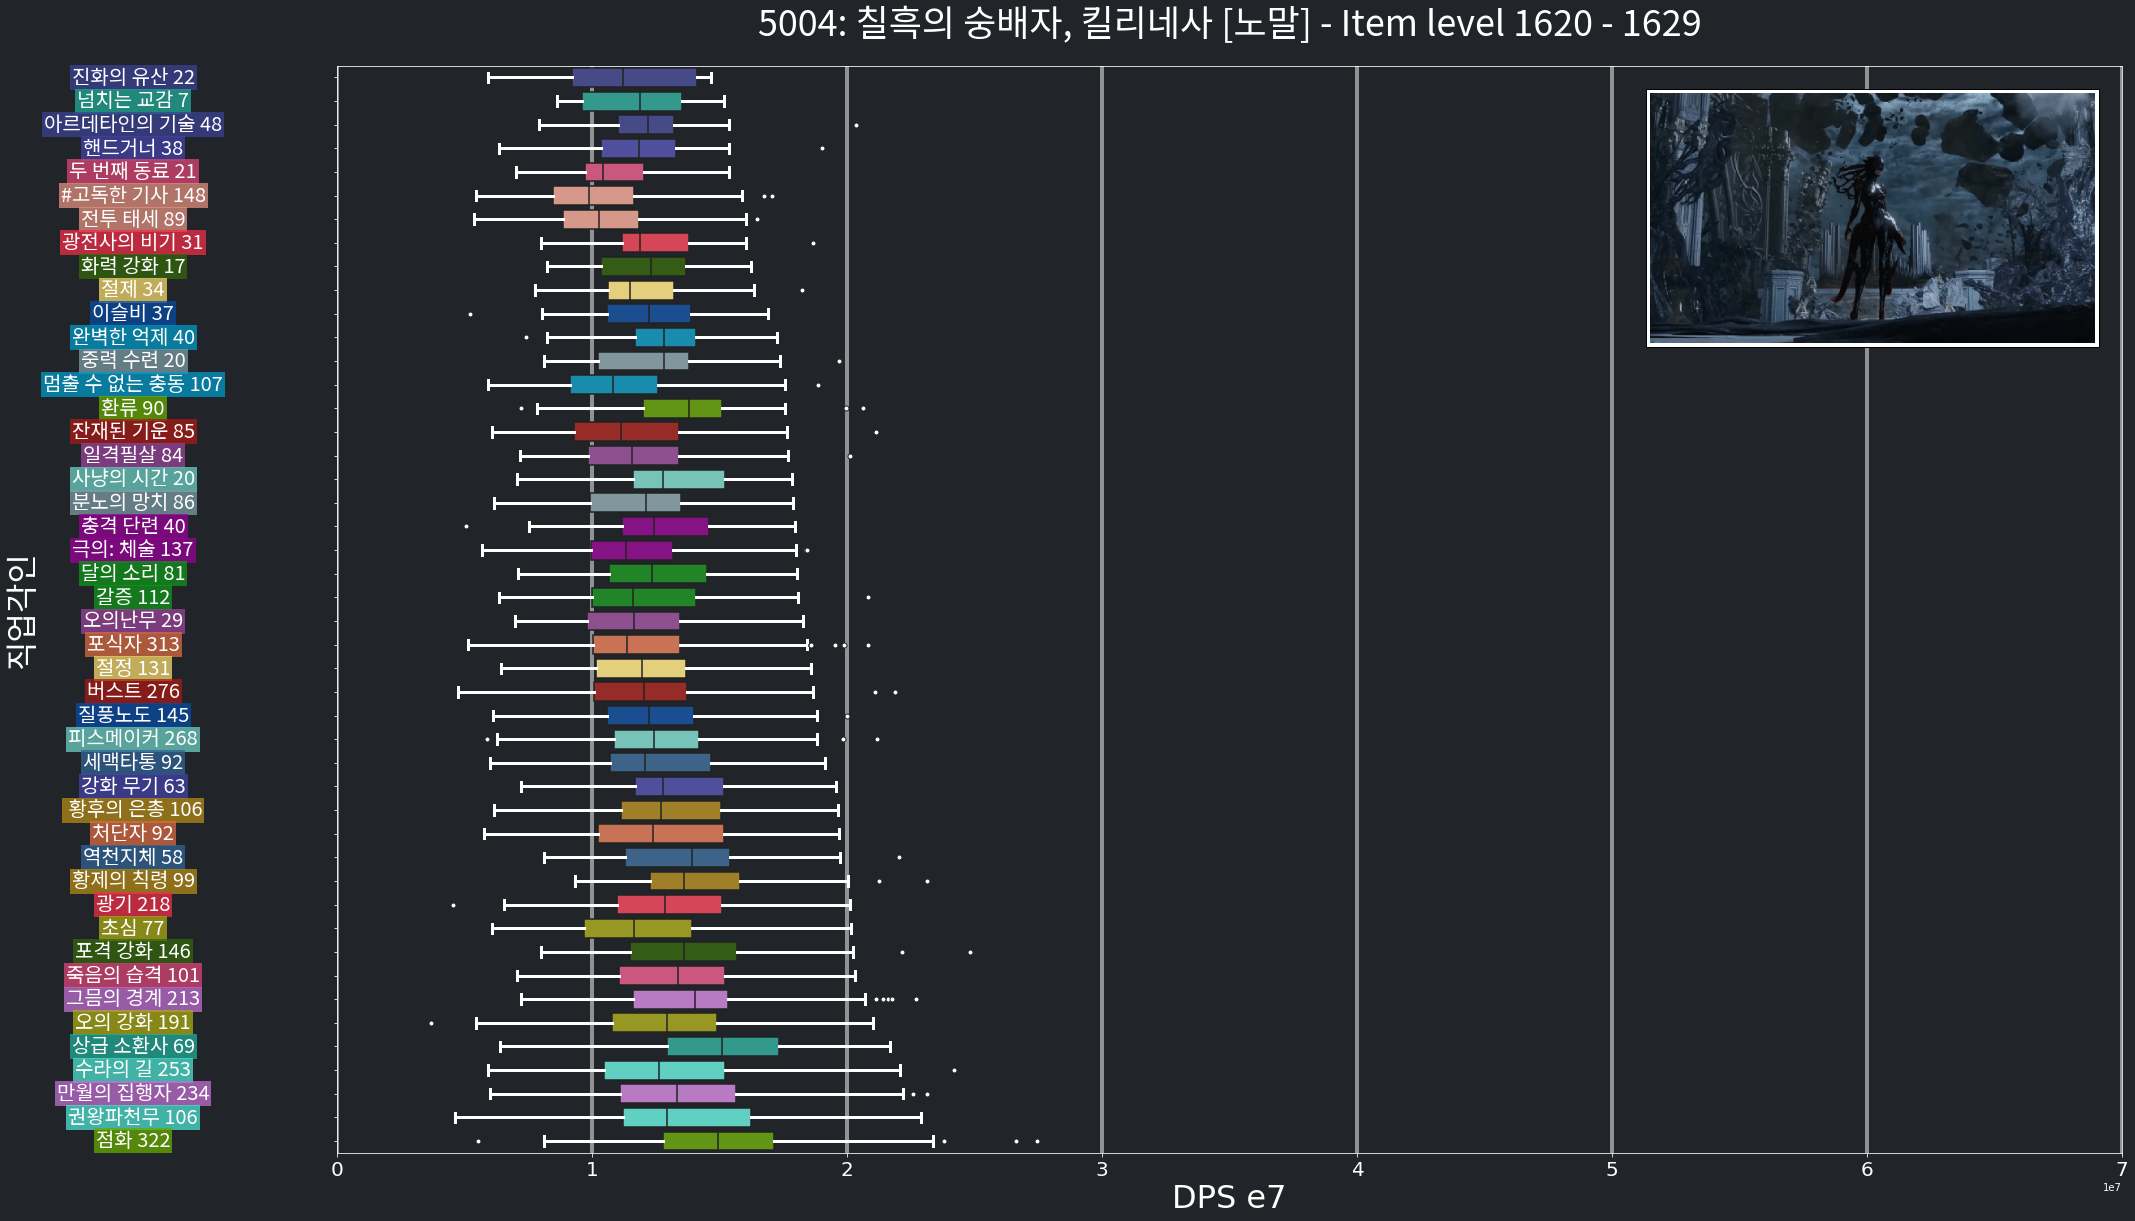 5004: 칠흑의 숭배자, 킬리네사 [노말] - Item level 1620 - 1629
진화의 유산 22
넘치는 교감 7
아르데타인의 기술 48
핸드거너 38
두 번째 동료 21
#고독한 기사 148
전투 태세 89
광전사의 비기 31
화력 강화 17
절제 34
이슬비 37
완벽한 억제 40
중력 수련 20
멈출 수 없는 충동 107
환류 90
잔재된 기운 85
일격필살 84
사냥의 시간 20
분노의 망치 86
충격 단련 40
극의: 체술 137
달의 소리 81
갈증 112
오의난무 29
포식자 313
절정 131
버스트 276
질풍노도 145
피스메이커 268
세맥타통 92
강화 무기 63
황후의 은총 106
처단자 92
역천지체 58
황제의 칙령 99
광기 218
초심 77
포격 강화 146
죽음의 습격 101
그믐의 경계 213
오의 강화 191
상급 소환사 69
수라의 길 253
만월의 집행자 234
권왕파천무 106
점화 322
직업각인
0 1 2 3 4 5 6 7
1e7
DPS e7